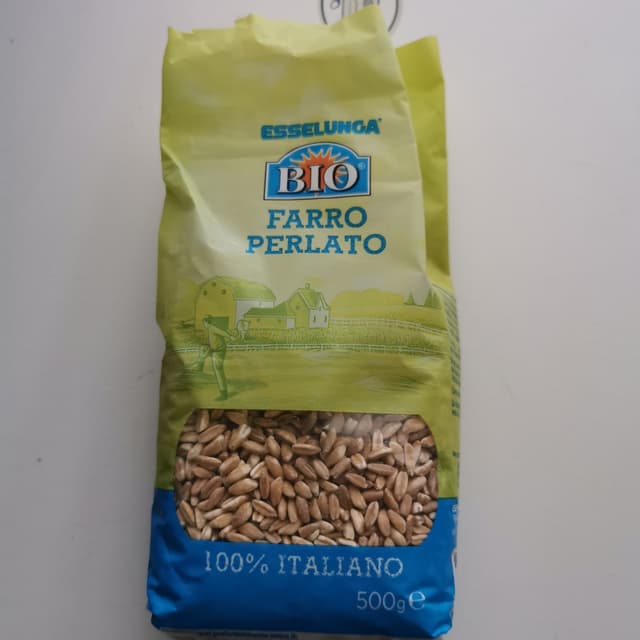 ESSELUNGA®
BIO®
FARRO
PERLATO
100% ITALIANO
500g e